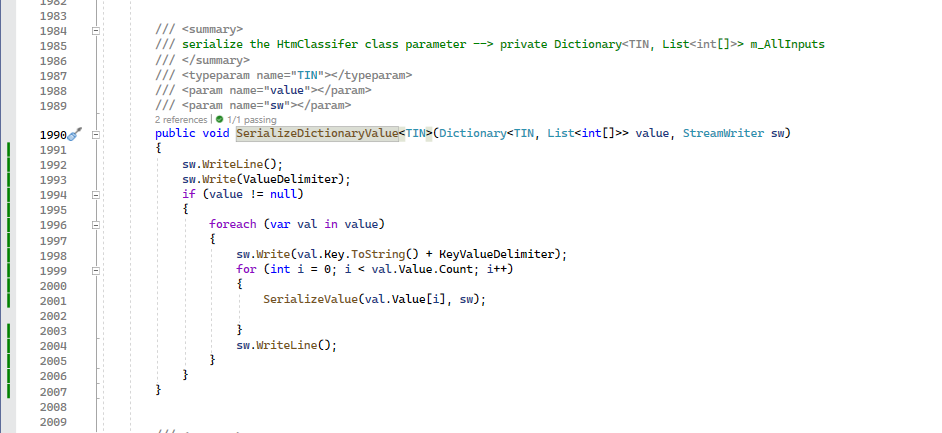 1982
1983
1984 /// <summary>
1985 /// serialize the HtmClassifer class parameter --> private Dictionary<TIN, List<int[]>> m_AllInputs
1986 /// </summary>
1987 /// <typeparam name="TIN"></typeparam>
1988 /// <param name="value"></param>
1989 /// <param name="sw"></param>
2 references | 1/1 passing
1990 public void SerializeDictionaryValue<TIN>(Dictionary<TIN, List<int[]>> value, StreamWriter sw)
1991 {
1992 sw.WriteLine();
1993 sw.Write(ValueDelimiter);
1994 if (value != null)
1995 {
1996 foreach (var val in value)
1997 {
1998 sw.Write(val.Key.ToString() + KeyValueDelimiter);
1999 for (int i = 0; i < val.Value.Count; i++)
2000 {
2001 SerializeValue(val.Value[i], sw);
2002
2003 }
2004 sw.WriteLine();
2005 }
2006 }
2007 }
2008
2009